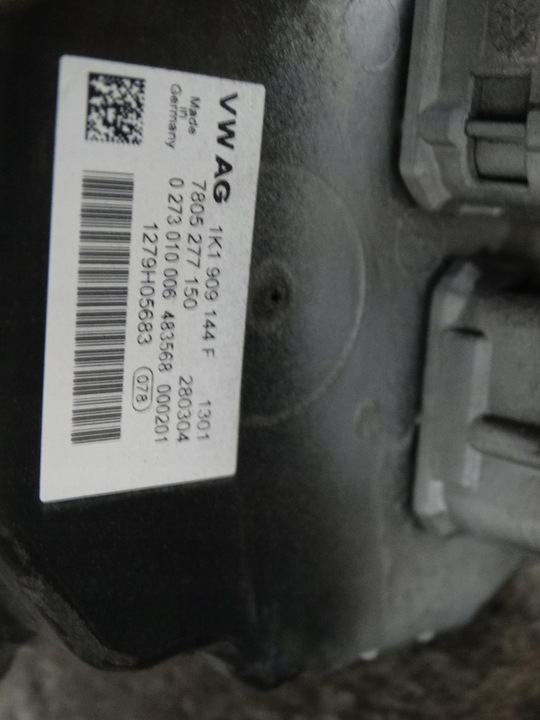 VW AG 1K1 909 144 F 1301
Made
in
Germany
7805 277 150 280304
0 273 010 006 483568 000201
1279H05683 078